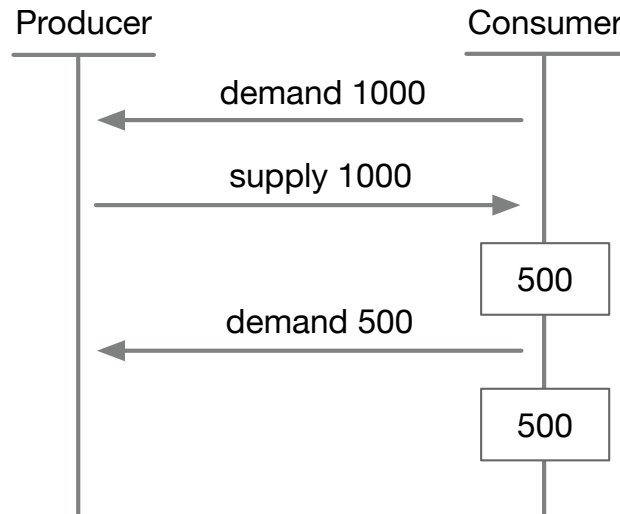 Producer
Consumer
demand 1000
supply 1000
500
demand 500
500